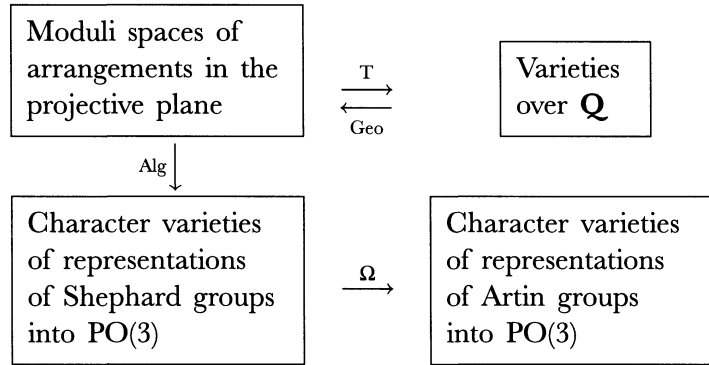 Moduli spaces of
arrangements in the
projective plane
T
Geo
Varieties
over Q
Alg
Character varieties
of representations
of Shephard groups
into PO(3)
Ω
Character varieties
of representations
of Artin groups
into PO(3)